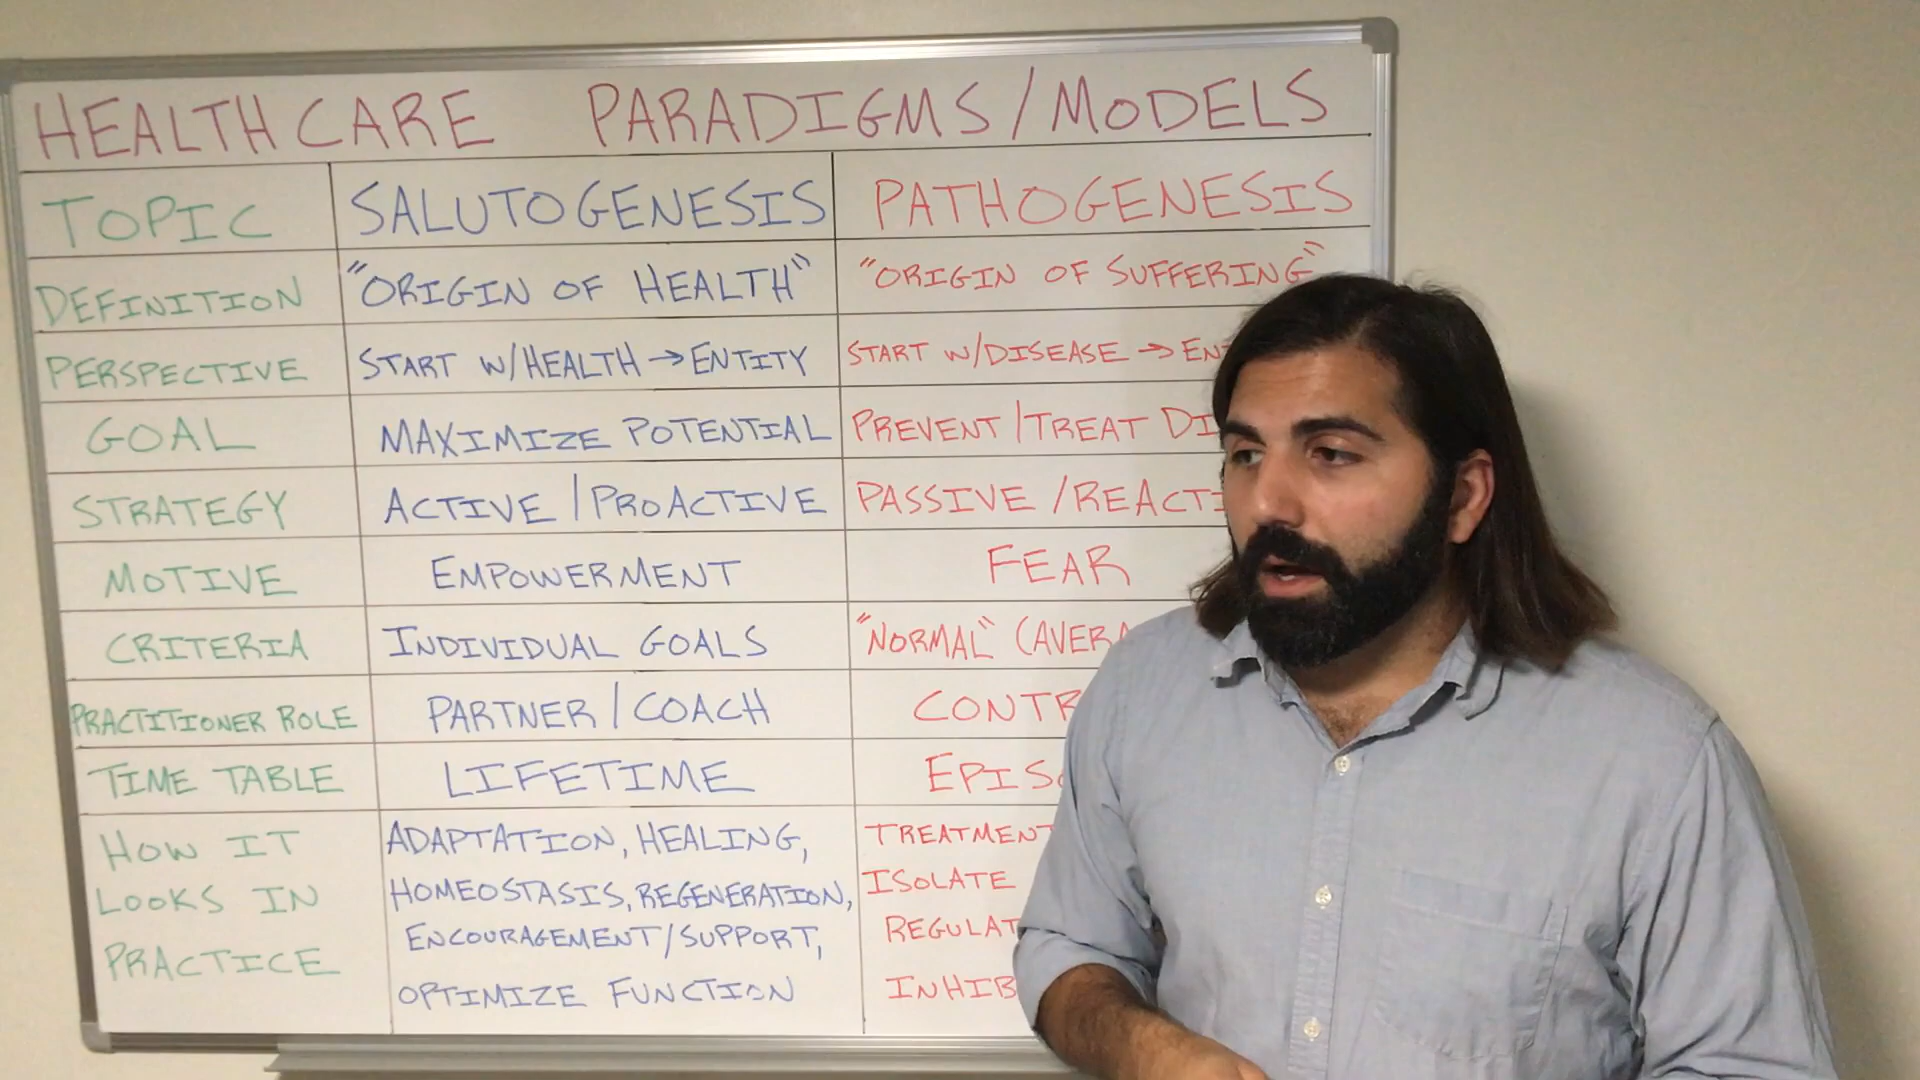 HEALTHCARE PARADIGMS/MODELS
TOPIC SALUTOGENESIS PATHOGENESIS
DEFINITION "ORIGIN OF HEALTH" "ORIGIN OF SUFFERING"
PERSPECTIVE START W/HEALTH → ENTITY START W/DISEASE →
GOAL MAXIMIZE POTENTIAL PREVENT/TREAT
STRATEGY ACTIVE/PROACTIVE PASSIVE/
MOTIVE EMPOWERMENT FEAR
CRITERIA INDIVIDUAL GOALS "NORMAL"
PRACTITIONER ROLE PARTNER/COACH
TIME TABLE LIFETIME
HOW IT ADAPTATION, HEALING, TREATMENT
LOOKS IN HOMEOSTASIS, REGENERATION, ISOLATE
PRACTICE ENCOURAGEMENT/SUPPORT,
OPTIMIZE FUNCTION